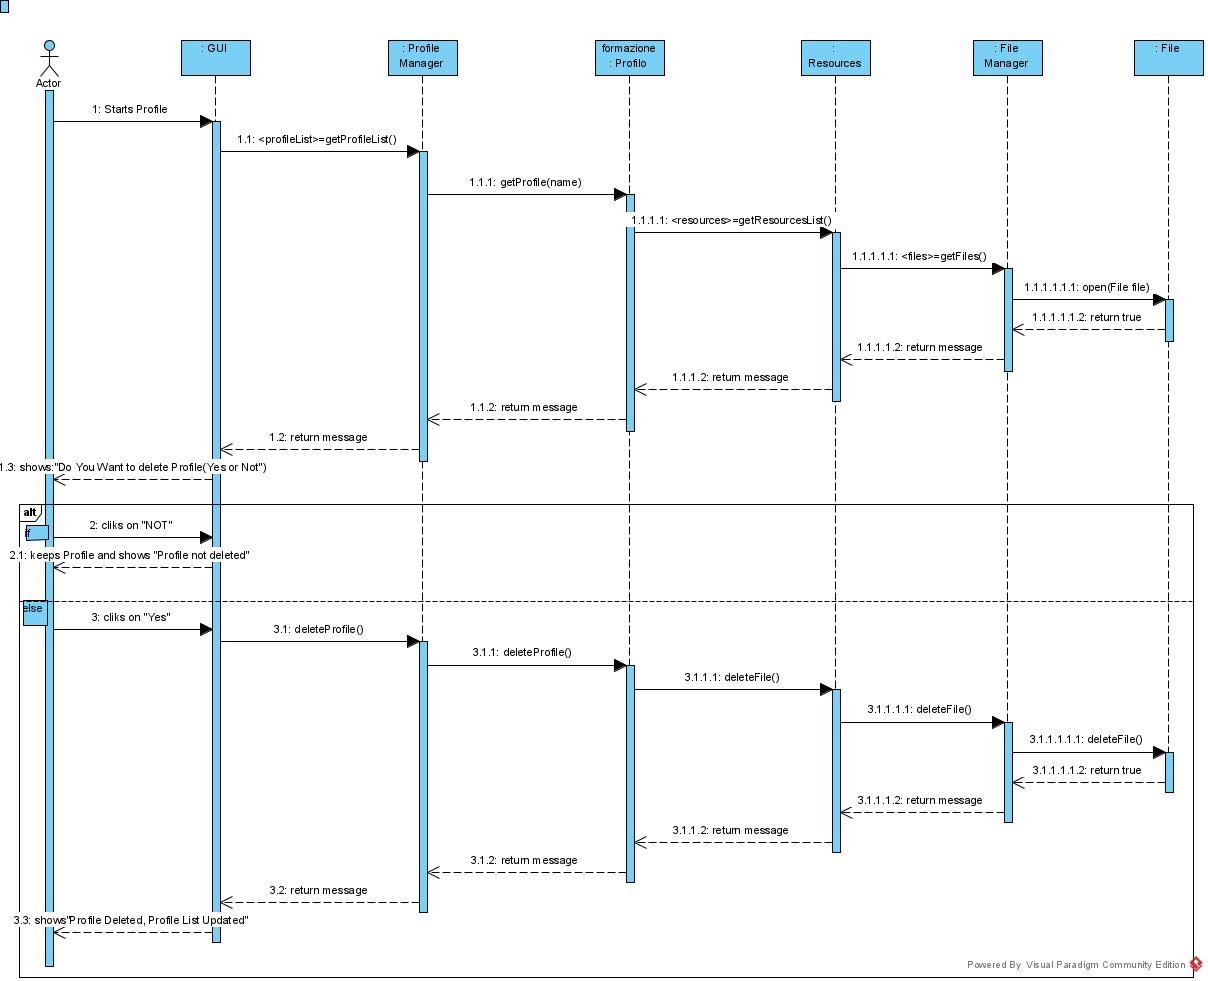 : GUI
: Profile
Manager
formazione
: Profilo
:
Resources
: File
Manager
: File
Actor
1: Starts Profile
1.1: <profileList>=getProfileList()
1.1.1: getProfile(name)
1.1.1.1: <resources>=getResourcesList()
1.1.1.1.1: <files>=getFiles()
1.1.1.1.1.1: open(File file)
1.1.1.1.1.2: return true
1.1.1.1.2: return message
1.1.1.2: return message
1.1.2: return message
1.2: return message
1.3: shows:"Do You Want to delete Profile(Yes or Not")
alt
if
2: cliks on "NOT"
2.1: keeps Profile and shows "Profile not deleted"
else
3: cliks on "Yes"
3.1: deleteProfile()
3.1.1: deleteProfile()
3.1.1.1: deleteFile()
3.1.1.1.1: deleteFile()
3.1.1.1.1.1: deleteFile()
3.1.1.1.1.2: return true
3.1.1.1.2: return message
3.1.1.2: return message
3.1.2: return message
3.2: return message
3.3: shows"Profile Deleted, Profile List Updated"
Powered By Visual Paradigm Community Edition